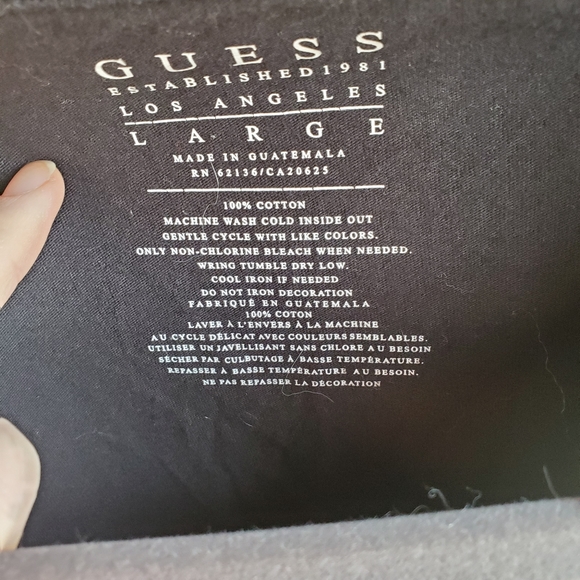 GUESS
ESTABLISHED1981
LOS ANGELES
LARGE
MADE IN GUATEMALA
RN 62136/CA20625
100% COTTON
MACHINE WASH COLD INSIDE OUT
GENTLE CYCLE WITH LIKE COLORS.
ONLY NON-CHLORINE BLEACH WHEN NEEDED.
WRING TUMBLE DRY LOW.
COOL IRON IF NEEDED
DO NOT IRON DECORATION
FABRIQUÉ EN GUATEMALA
100% COTON
LAVER À L'ENVERS À LA MACHINE
AU CYCLE DÉLICAT AVEC COULEURS SEMBLABLES.
UTILISER UN JAVELLISANT SANS CHLORE AU BESOIN
SÉCHER PAR CULBUTAGE À BASSE TEMPÉRATURE.
REPASSER À BASSE TEMPÉRATURE AU BESOIN.
NE PAS REPASSER LA DÉCORATION